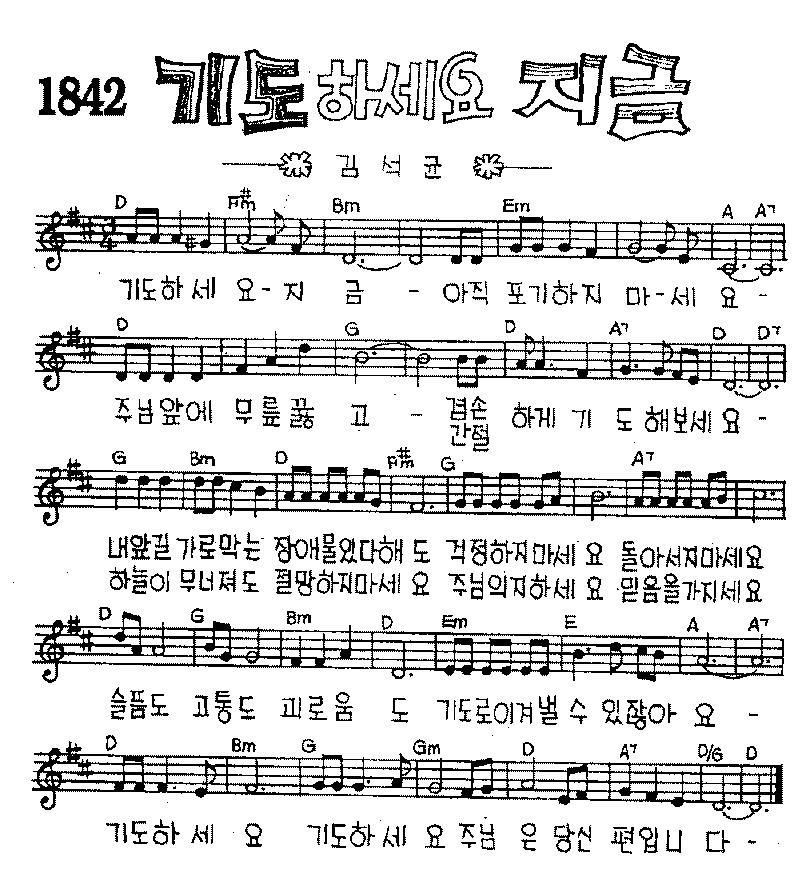 1842 기도하세요 지금
김석균
D F#m Bm Em A A7
3/4
기도하세 요-지 금 - 아직 포기하지 마-세 요 -
D G D A7 D D7
주님앞에 무릎꿇 고 - 겸손 하게 기 도 해보세 요 -
간절
G Bm D F#m G A7
내앞길 가로막는 장애물있다해 도 걱정하지마세 요 돌아서지마세요
하늘이 무너져도 절망하지마세 요 주님의지하세 요 믿음을가지세요
D G Bm D Em E A A7
슬픔도 고통도 괴로움 도 기도로이겨낼 수 있잖아 요 -
D Bm G Gm D A7 D/G D
기도하 세 요 기도하 세 요 주님 은 당신 편입니 다 -